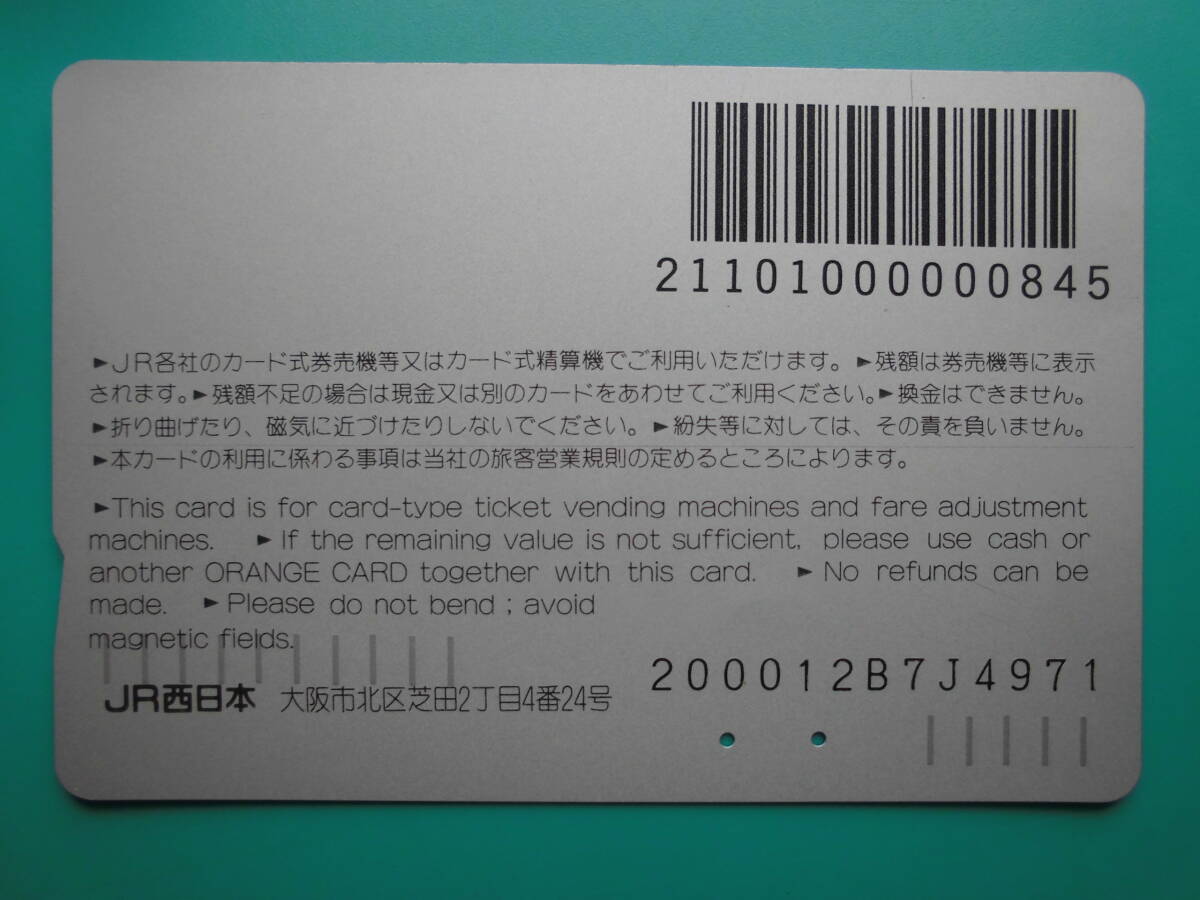 21101000000845
►JR各社のカード式券売機等又はカード式精算機でご利用いただけます。►残額は券売機等に表示
されます。►残額不足の場合は現金又は別のカードをあわせてご利用ください。►換金はできません。
►折り曲げたり、磁気に近づけたりしないでください。►紛失等に対しては、その責を負いません。
►本カードの利用に係わる事項は当社の旅客営業規則の定めるところによります。
►This card is for card-type ticket vending machines and fare adjustment
machines. ►If the remaining value is not sufficient, please use cash or
another ORANGE CARD together with this card. ►No refunds can be
made. ►Please do not bend ; avoid
magnetic fields.
200012B7J4971
JR西日本 大阪市北区芝田2丁目4番24号